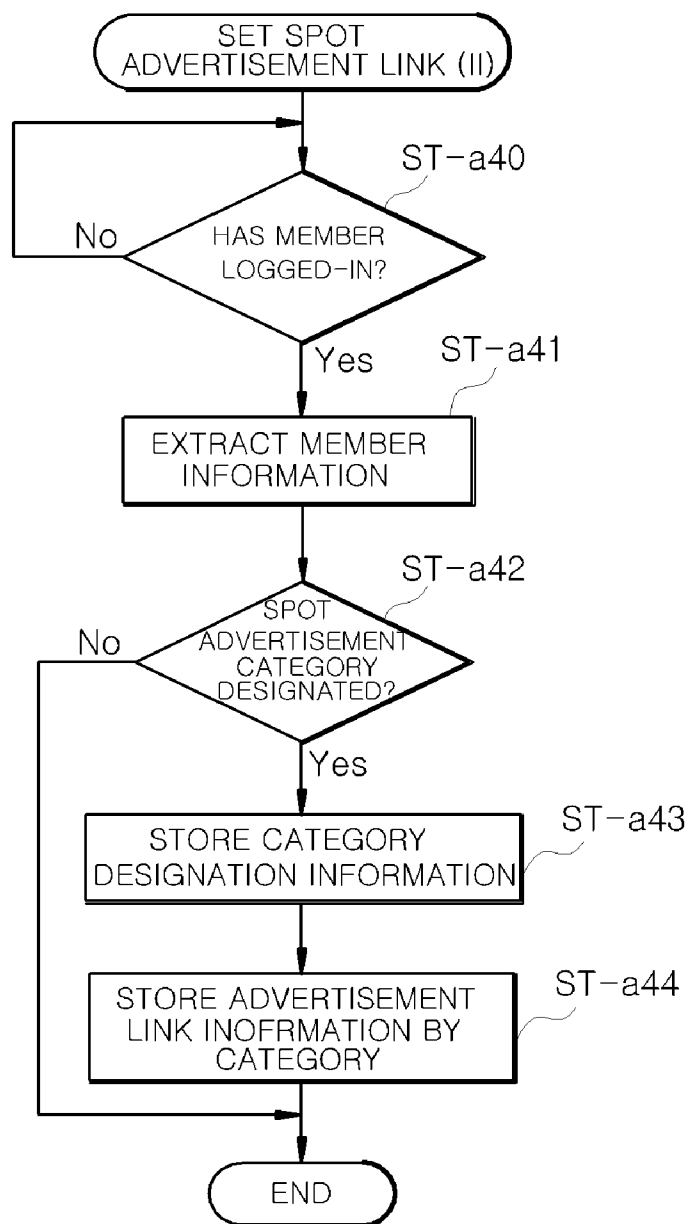 SET SPOT
ADVERTISEMENT LINK (II)
ST-a40
HAS MEMBER
LOGGED-IN?
No
Yes
ST-a41
EXTRACT MEMBER
INFORMATION
ST-a42
SPOT
ADVERTISEMENT
CATEGORY
DESIGNATED?
No
Yes
ST-a43
STORE CATEGORY
DESIGNATION INFORMATION
ST-a44
STORE ADVERTISEMENT
LINK INOFRMATION BY
CATEGORY
END